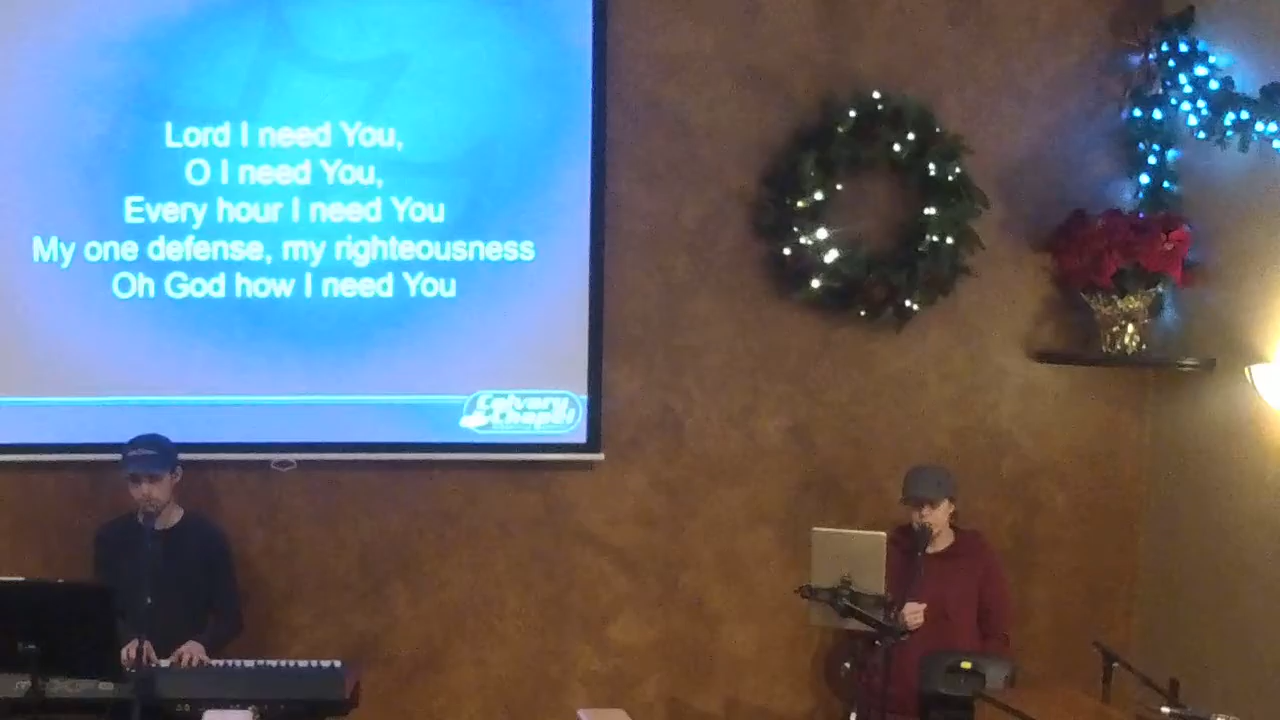 Lord I need You,
O I need You,
Every hour I need You
My one defense, my righteousness
Oh God how I need You
Calvary
Chapel